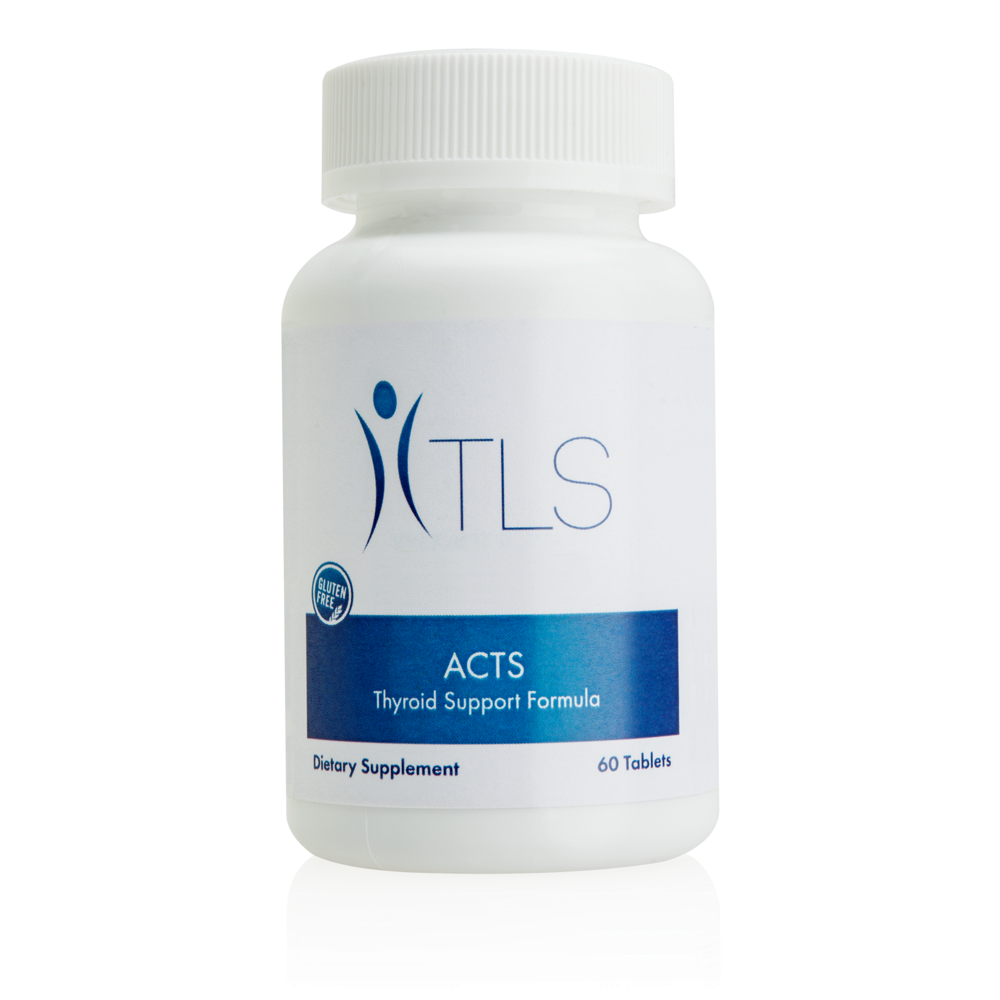 TLS
GLUTEN
FREE
ACTS
Thyroid Support Formula
Dietary Supplement
60 Tablets